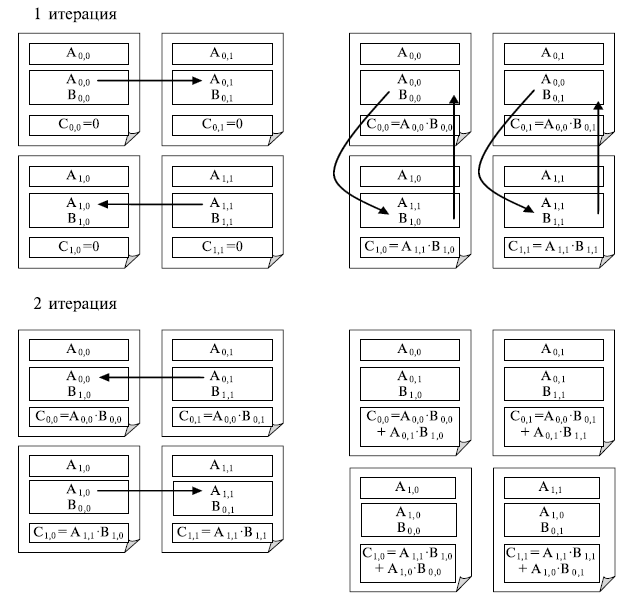 1 итерация
A0,0
A0,0
B0,0
C0,0=0
A0,1
A0,1
B0,1
C0,1=0
A0,0
A0,0
B0,0
C0,0=A0,0·B0,0
A0,1
A0,0
B0,1
C0,1=A0,0·B0,1
A1,0
A1,0
B1,0
C1,0=0
A1,1
A1,1
B1,1
C1,1=0
A1,0
A1,1
B1,0
C1,0=A1,1·B1,0
A1,1
A1,1
B1,1
C1,1=A1,1·B1,1
2 итерация
A0,0
A0,0
B1,0
C0,0=A0,0·B0,0
A0,1
A0,1
B1,1
C0,1=A0,0·B0,1
A0,0
A0,1
B1,0
C0,0=A0,0·B0,0
+ A0,1·B1,0
A0,1
A0,1
B1,1
C0,1=A0,0·B0,1
+ A0,1·B1,1
A1,0
A1,0
B0,0
C1,0=A1,1·B1,0
A1,1
A1,1
B0,1
C1,1=A1,1·B1,1
A1,0
A1,0
B0,0
C1,0=A1,1·B1,0
+ A1,0·B0,0
A1,1
A1,0
B0,1
C1,1=A1,1·B1,1
+ A1,0·B0,1